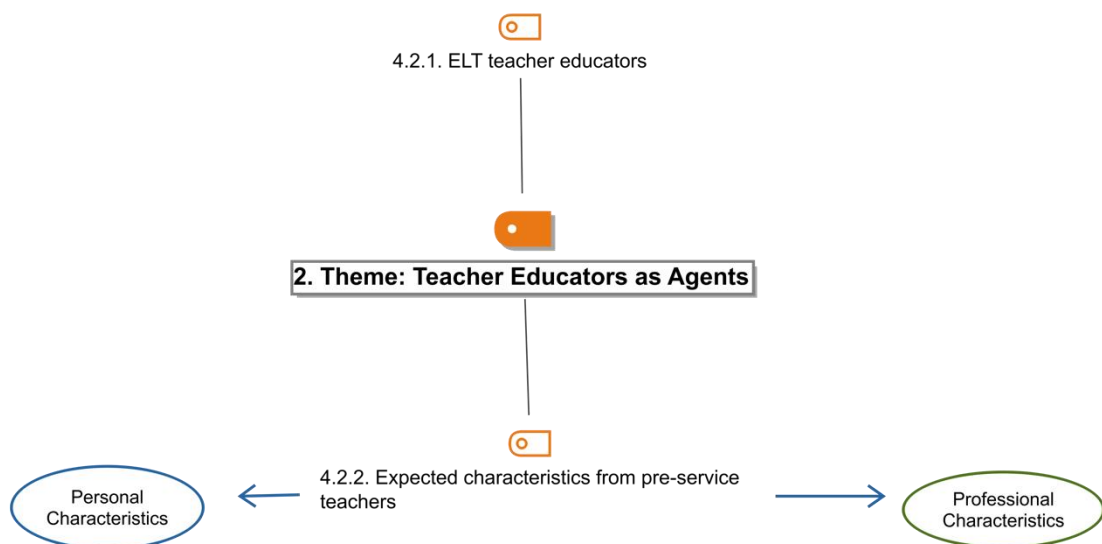 4.2.1. ELT teacher educators
2. Theme: Teacher Educators as Agents
4.2.2. Expected characteristics from pre-service
teachers
Personal
Characteristics
Professional
Characteristics